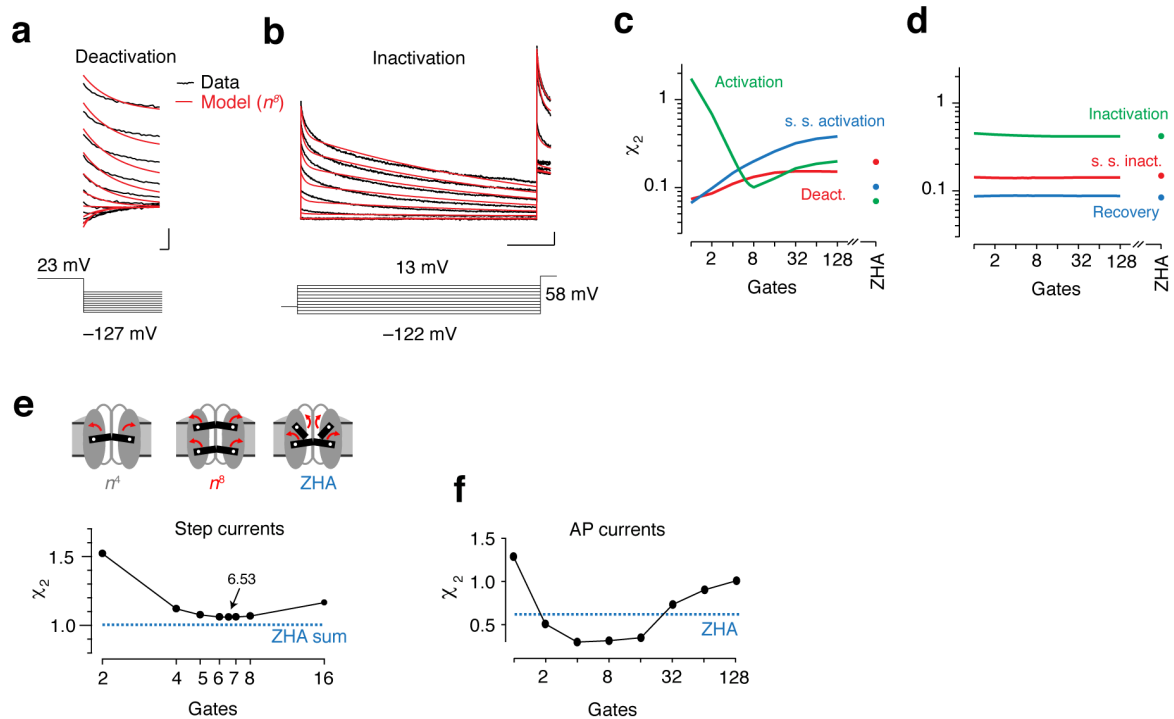 a
Deactivation
Data
Model (n⁸)
23 mV
–127 mV
b
Inactivation
13 mV
58 mV
–122 mV
c
χ₂
1
0.1
Activation
s. s. activation
Deact.
2
8
32
128
ZHA
Gates
d
1
0.1
Inactivation
s. s. inact.
Recovery
2
8
32
128
ZHA
Gates
e
n⁴
n⁸
ZHA
Step currents
χ₂
1.5
1.0
6.53
ZHA sum
2
4
5
6
7
8
16
Gates
f
AP currents
χ₂
1.0
0.5
ZHA
2
8
32
128
Gates